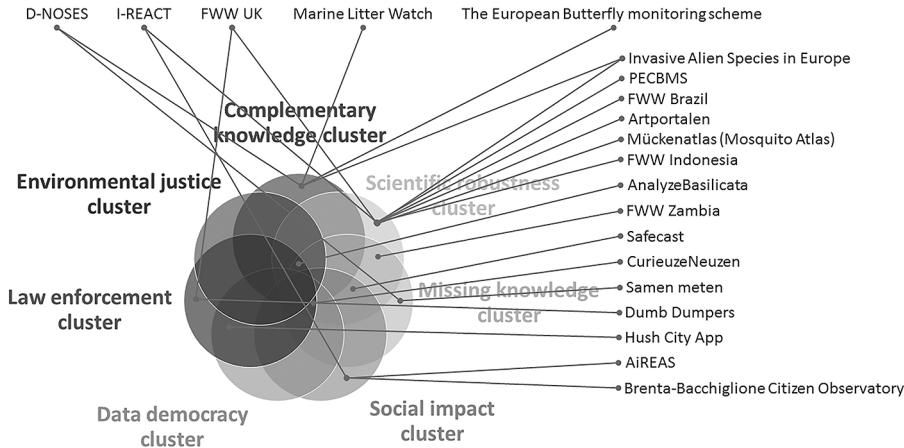 D-NOSES
I-REACT
FWW UK
Marine Litter Watch
The European Butterfly monitoring scheme
Invasive Alien Species in Europe
PECBMS
FWW Brazil
Artportalen
Mückenatlas (Mosquito Atlas)
FWW Indonesia
AnalyzeBasilicata
FWW Zambia
Safecast
CurieuzeNeuzen
Samen meten
Dumb Dumpers
Hush City App
AiREAS
Brenta-Bacchiglione Citizen Observatory
Complementary
knowledge cluster
Environmental justice
cluster
Scientific robustness
cluster
Law enforcement
cluster
Missing knowledge
cluster
Data democracy
cluster
Social impact
cluster